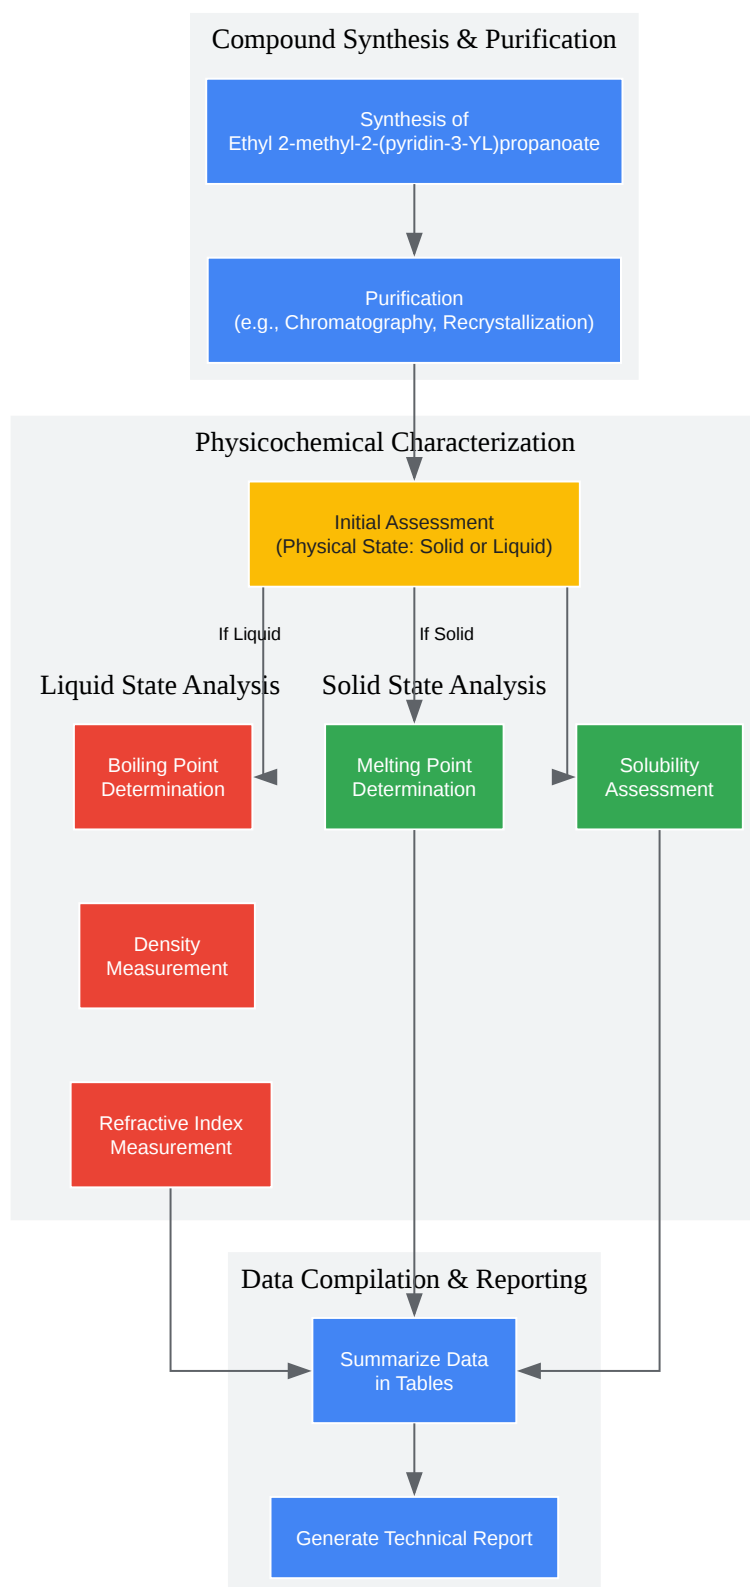 Compound Synthesis & Purification
Synthesis of
Ethyl 2-methyl-2-(pyridin-3-YL)propanoate
Purification
(e.g., Chromatography, Recrystallization)
Physicochemical Characterization
Initial Assessment
(Physical State: Solid or Liquid)
If Liquid
If Solid
Liquid State Analysis
Solid State Analysis
Boiling Point
Determination
Melting Point
Determination
Solubility
Assessment
Density
Measurement
Refractive Index
Measurement
Data Compilation & Reporting
Summarize Data
in Tables
Generate Technical Report